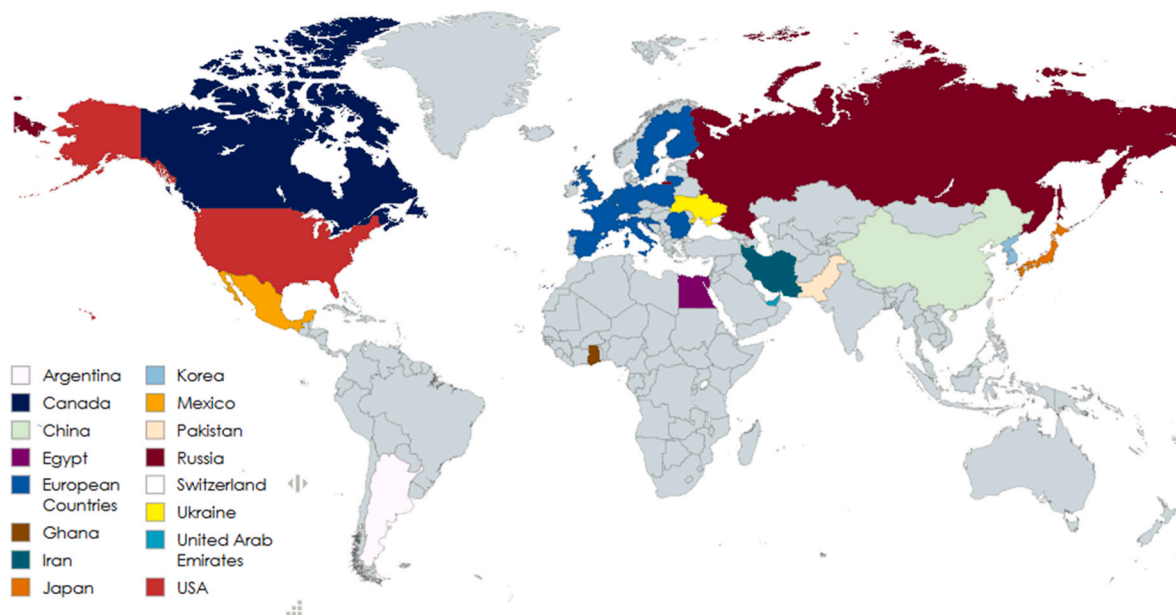 Argentina
Canada
China
Egypt
European
Countries
Ghana
Iran
Japan
Korea
Mexico
Pakistan
Russia
Switzerland
Ukraine
United Arab
Emirates
USA